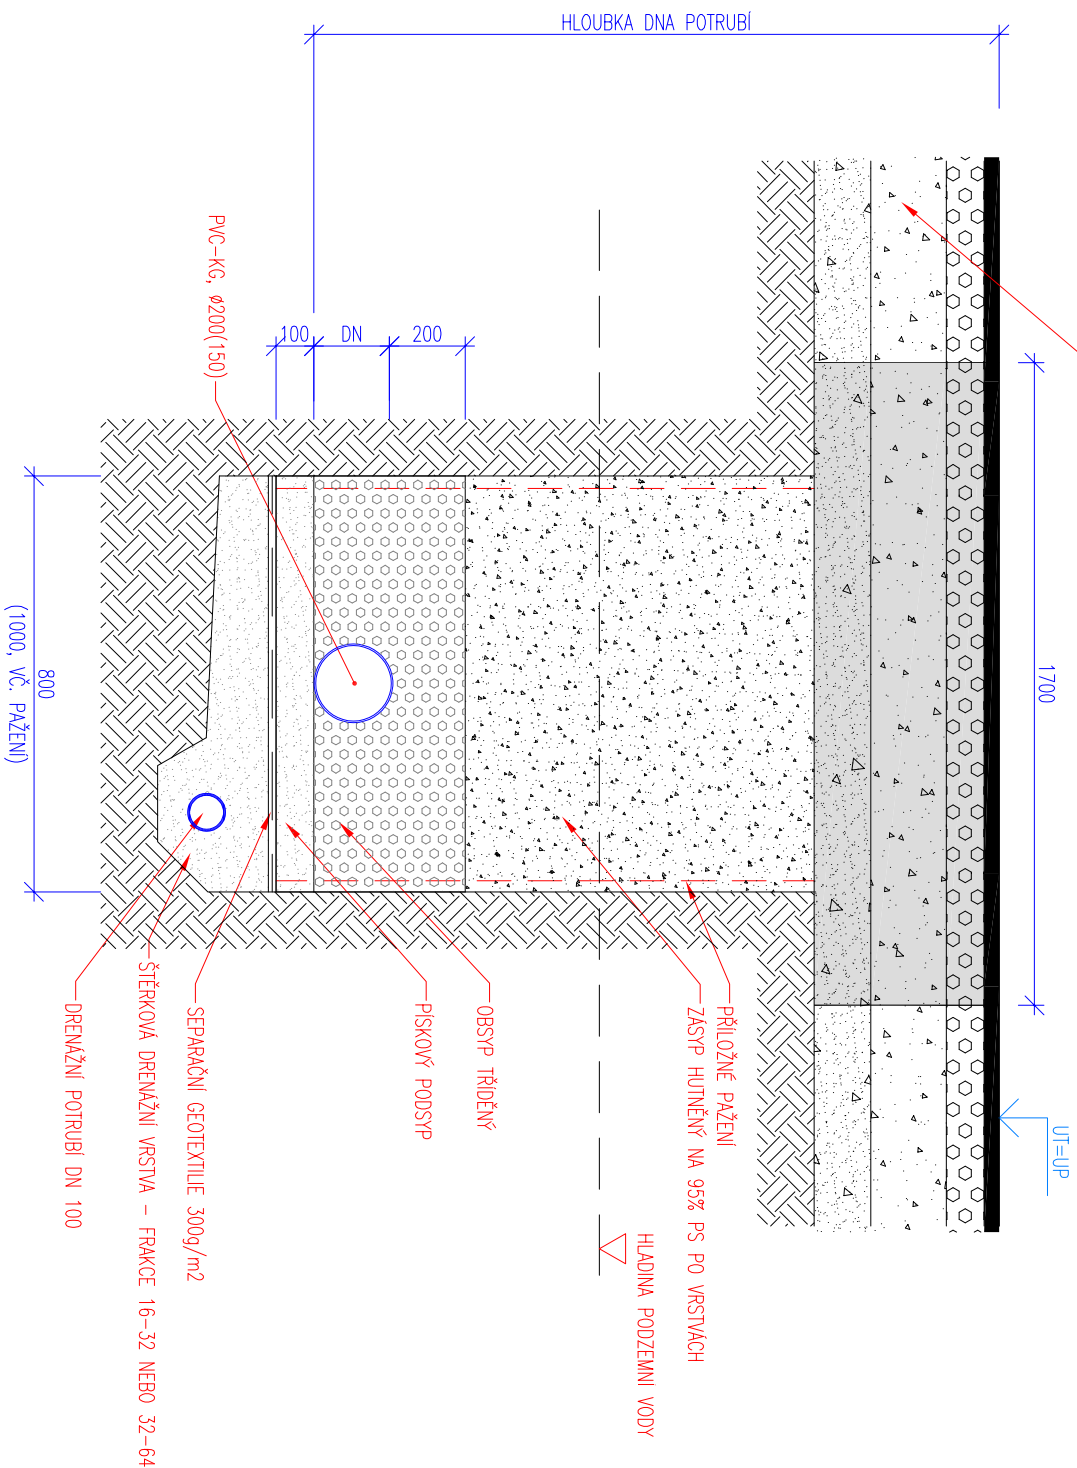 HLOUBKA DNA POTRUBÍ
UT=UP
1700
100
DN
200
PVC-KG, ø200(150)
HLADINA PODZEMNÍ VODY
PŘÍLOŽNÉ PAŽENÍ
ZÁSYP HUTNĚNÝ NA 95% PS PO VRSTVÁCH
OBSYP TŘÍDĚNÝ
PÍSKOVÝ PODSYP
SEPARAČNÍ GEOTEXTILIE 300g/m2
ŠTĚRKOVÁ DRENÁŽNÍ VRSTVA - FRAKCE 16-32 NEBO 32-64
DRENÁŽNÍ POTRUBÍ DN 100
800
(1000, VČ. PAŽENÍ)